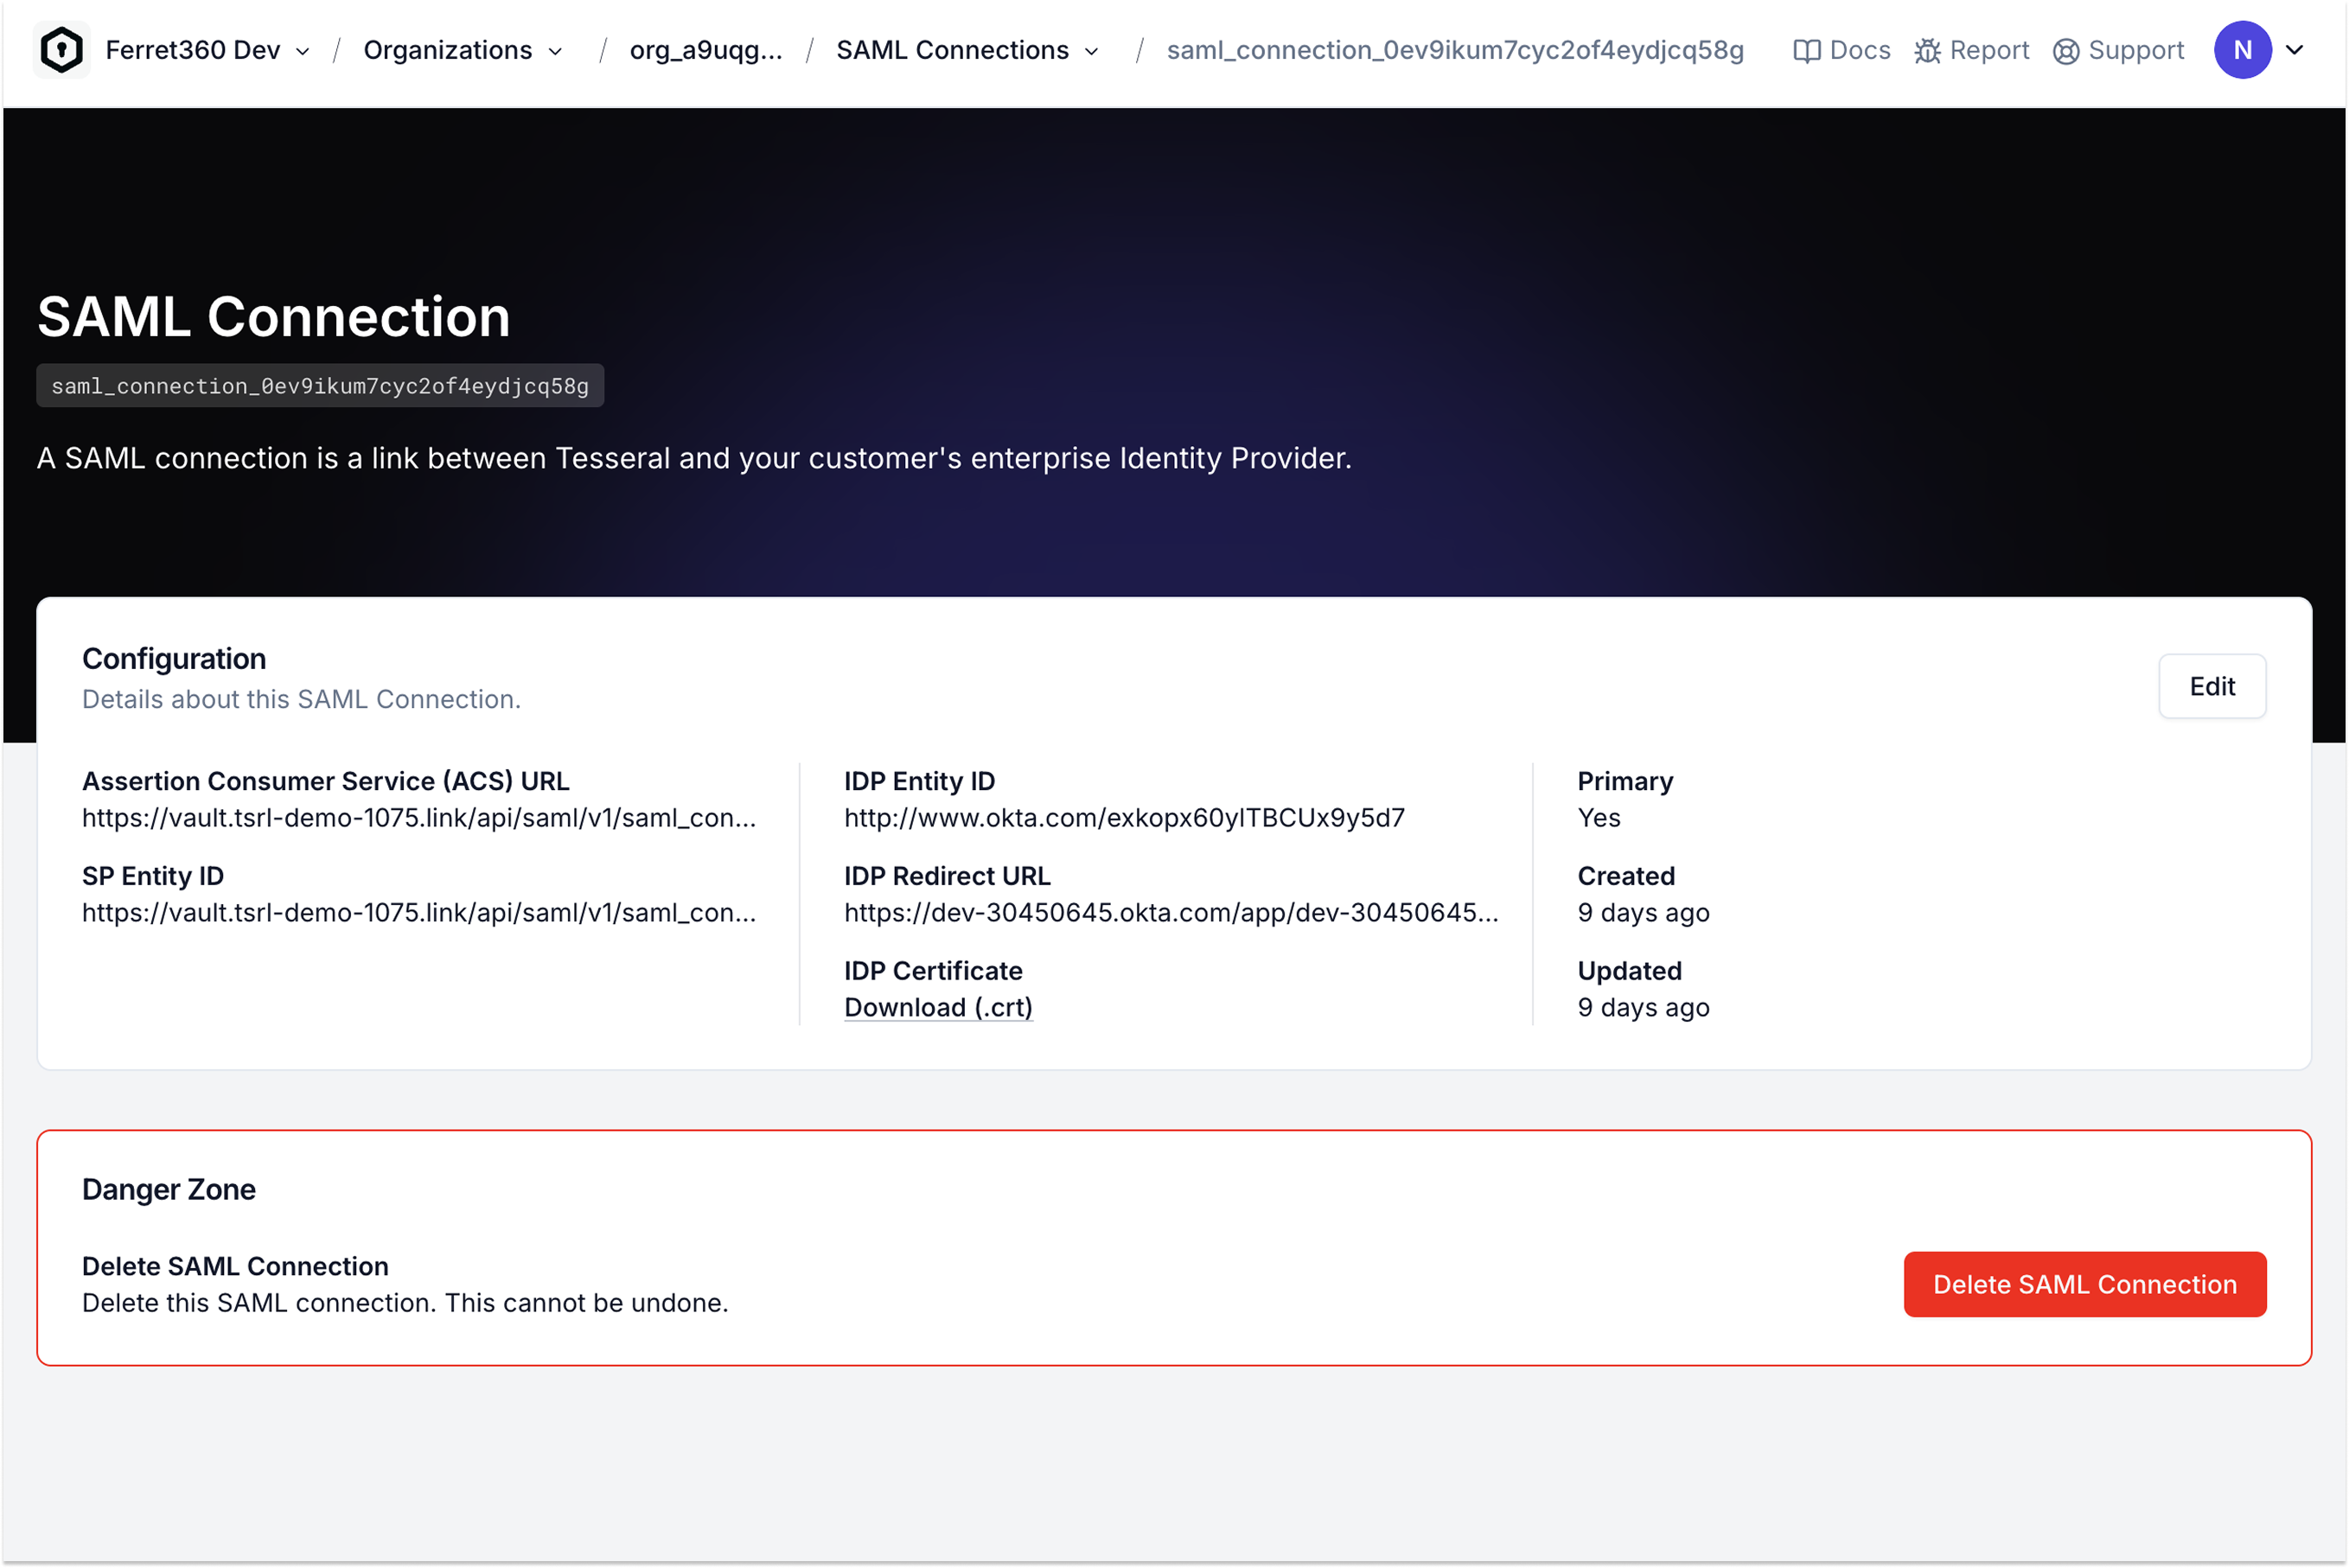 Ferret360 Dev / Organizations / org_a9uqg... / SAML Connections / saml_connection_0ev9ikum7cyc2of4eydjcq58g Docs Report Support N
SAML Connection
saml_connection_0ev9ikum7cyc2of4eydjcq58g
A SAML connection is a link between Tesseral and your customer's enterprise Identity Provider.
Configuration
Details about this SAML Connection.
Edit
Assertion Consumer Service (ACS) URL
https://vault.tsrl-demo-1075.link/api/saml/v1/saml_con...
SP Entity ID
https://vault.tsrl-demo-1075.link/api/saml/v1/saml_con...
IDP Entity ID
http://www.okta.com/exkopx60ylTBCUx9y5d7
IDP Redirect URL
https://dev-30450645.okta.com/app/dev-30450645...
IDP Certificate
Download (.crt)
Primary
Yes
Created
9 days ago
Updated
9 days ago
Danger Zone
Delete SAML Connection
Delete this SAML connection. This cannot be undone.
Delete SAML Connection